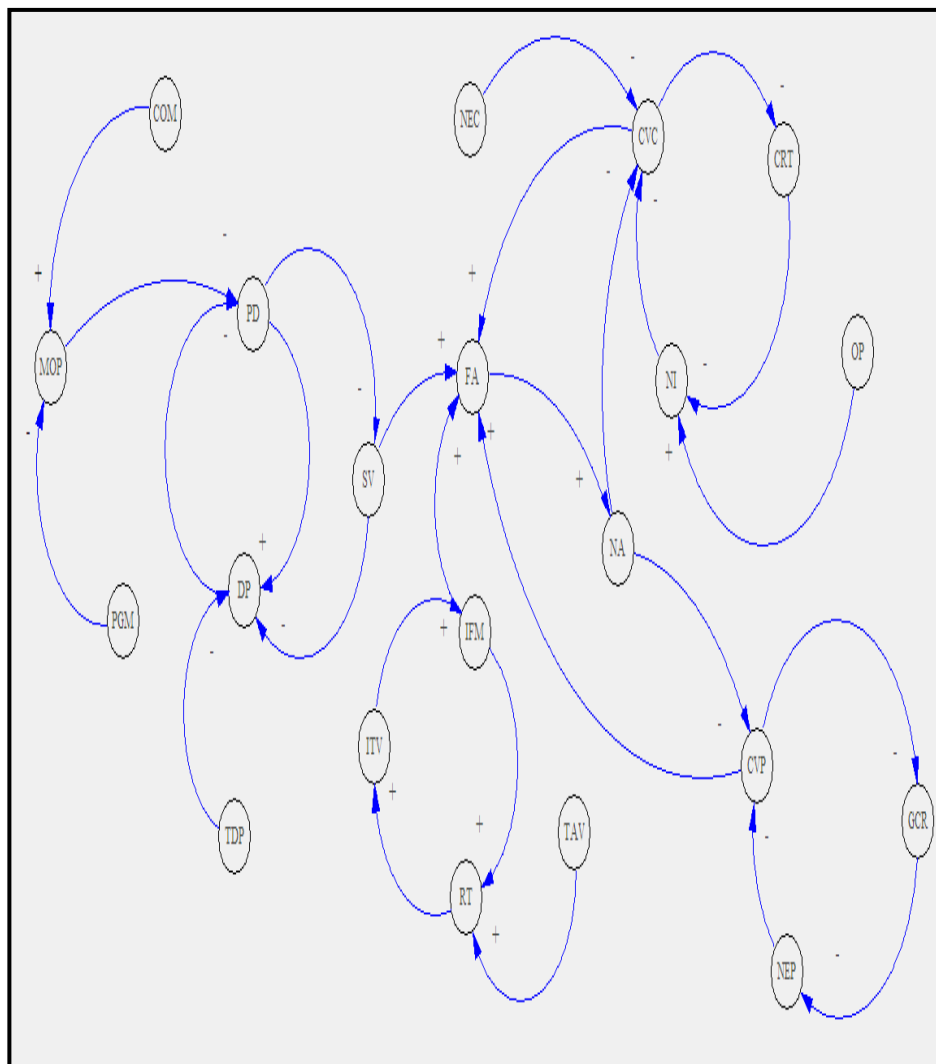 COM
NEC
-
CVC
-
CRT
-
-
-
+
+
PD
OP
MOP
+
-
FA
-
NI
-
-
+
+
+
SV
+
NA
+
DP
-
PGM
-
IFM
+
-
ITV
CVP
-
+
+
TAV
GCR
TDP
-
RT
+
-
NEP